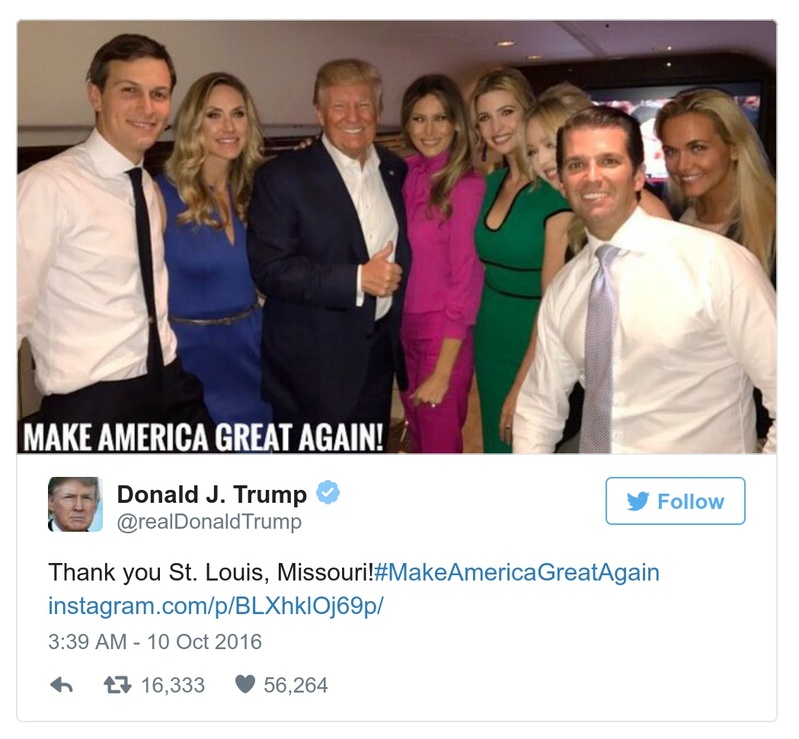 MAKE AMERICA GREAT AGAIN!
Donald J. Trump
@realDonaldTrump
Follow
Thank you St. Louis, Missouri!#MakeAmericaGreatAgain
instagram.com/p/BLXhklOj69p/
3:39 AM - 10 Oct 2016
16,333 56,264